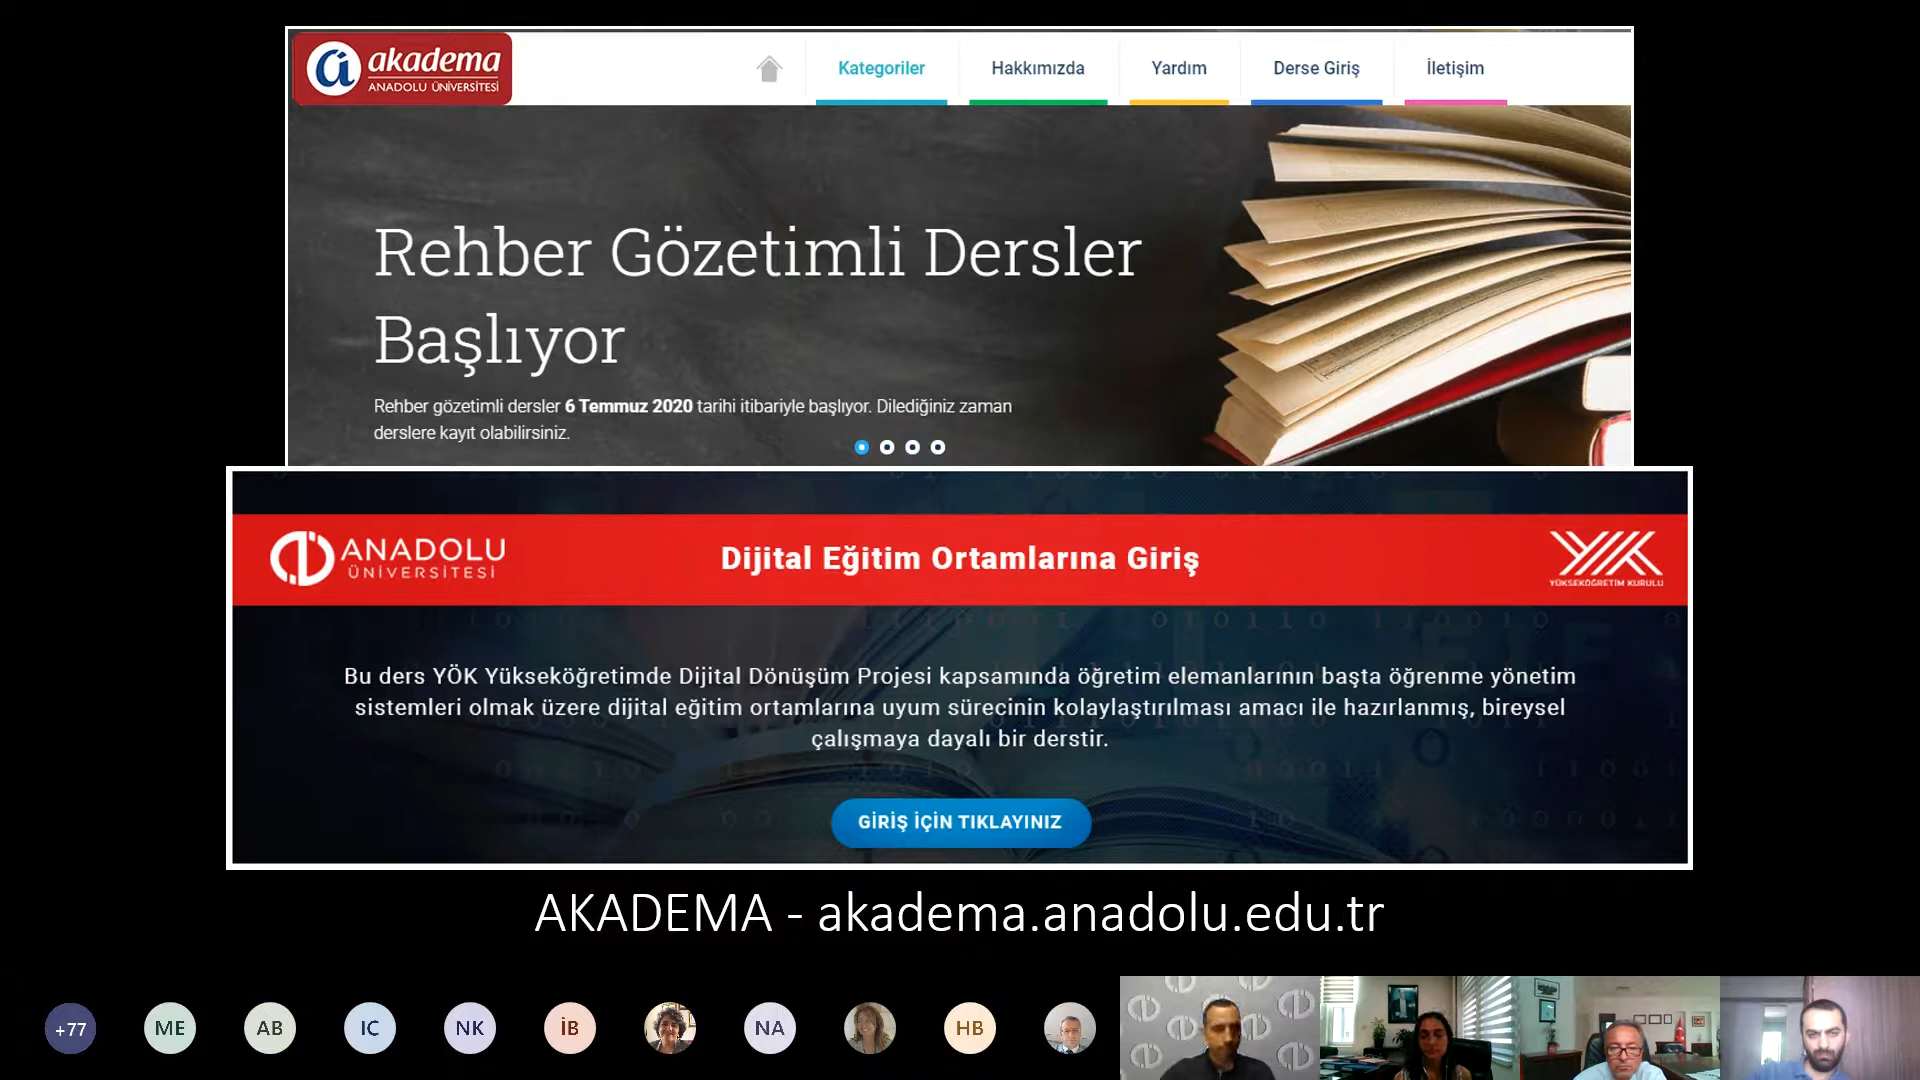 akadema
ANADOLU ÜNİVERSİTESİ
Kategoriler
Hakkımızda
Yardım
Derse Giriş
İletişim
Rehber Gözetimli Dersler
Başlıyor
Rehber gözetimli dersler 6 Temmuz 2020 tarihi itibariyle başlıyor. Dilediğiniz zaman
derslere kayıt olabilirsiniz.
ANADOLU
ÜNİVERSİTESİ
Dijital Eğitim Ortamlarına Giriş
YÜKSEKÖĞRETİM KURULU
Bu ders YÖK Yükseköğretimde Dijital Dönüşüm Projesi kapsamında öğretim elemanlarının başta öğrenme yönetim
sistemleri olmak üzere dijital eğitim ortamlarına uyum sürecinin kolaylaştırılması amacı ile hazırlanmış, bireysel
çalışmaya dayalı bir derstir.
GİRİŞ İÇİN TIKLAYINIZ
AKADEMA - akadema.anadolu.edu.tr
+77
ME
AB
IC
NK
İB
NA
HB